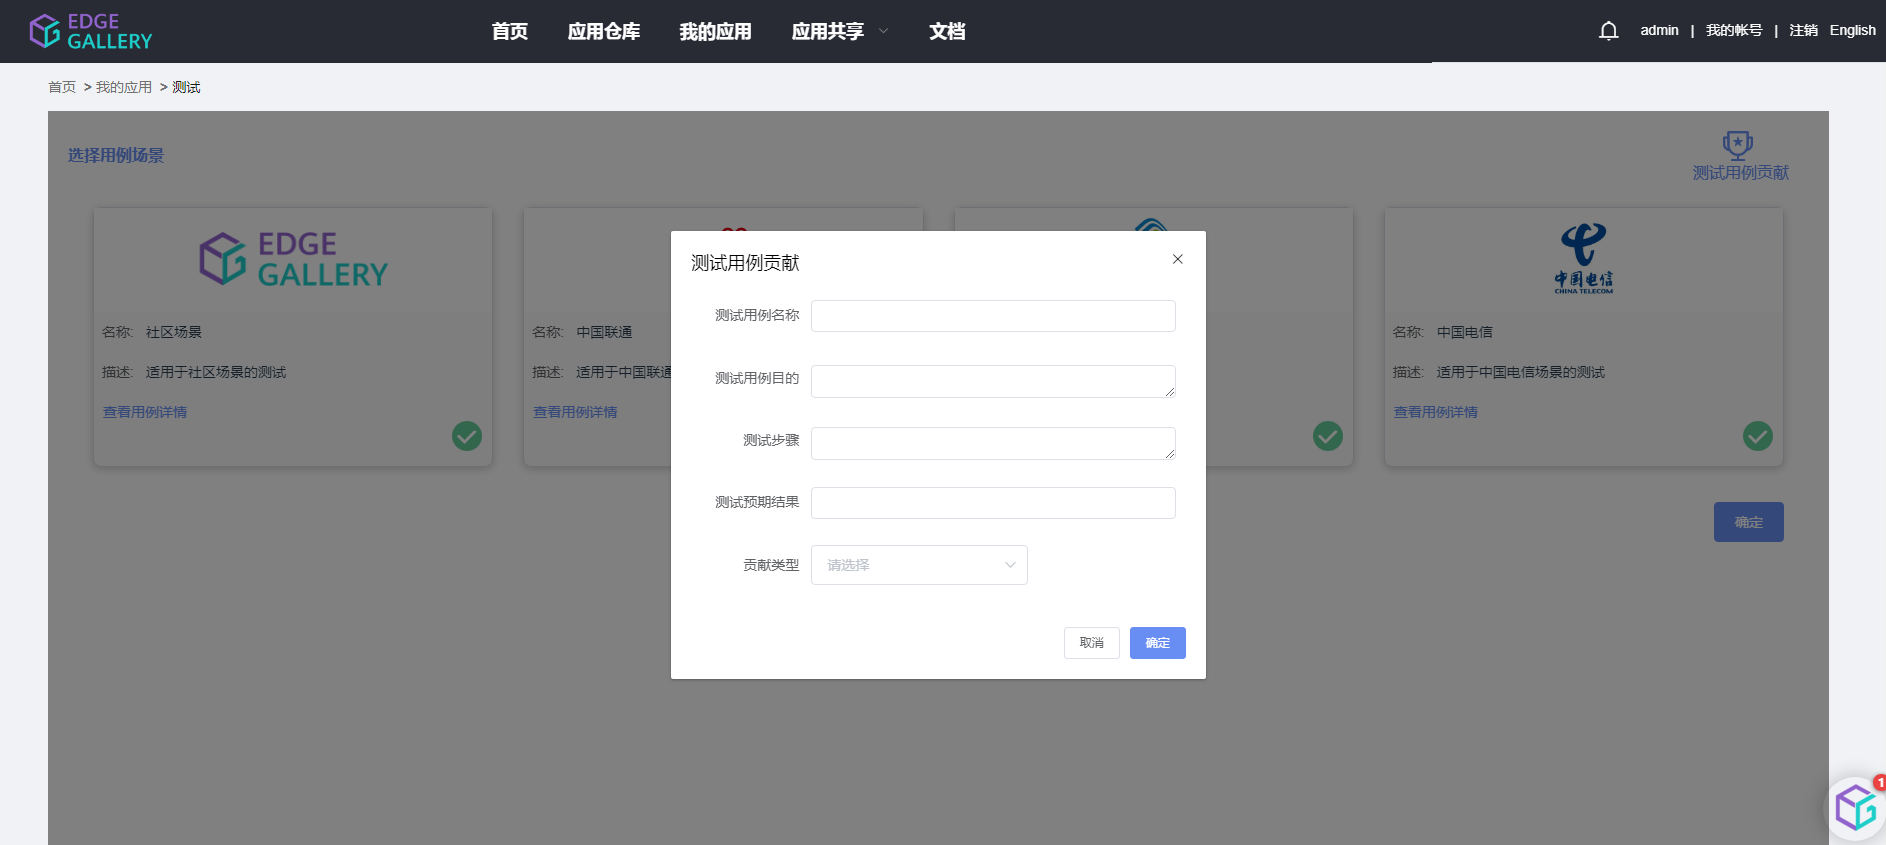 EDGE GALLERY
首页 应用仓库 我的应用 应用共享 文档
admin | 我的帐号 | 注销 English
首页 > 我的应用 > 测试
选择用例场景
测试用例贡献
EDGE GALLERY
名称: 社区场景
描述: 适用于社区场景的测试
查看用例详情
名称: 中国联通
描述: 适用于中国联通
查看用例详情
中国电信
CHINA TELECOM
名称: 中国电信
描述: 适用于中国电信场景的测试
查看用例详情
确定
测试用例贡献
测试用例名称
测试用例目的
测试步骤
测试预期结果
贡献类型 请选择
取消 确定
1